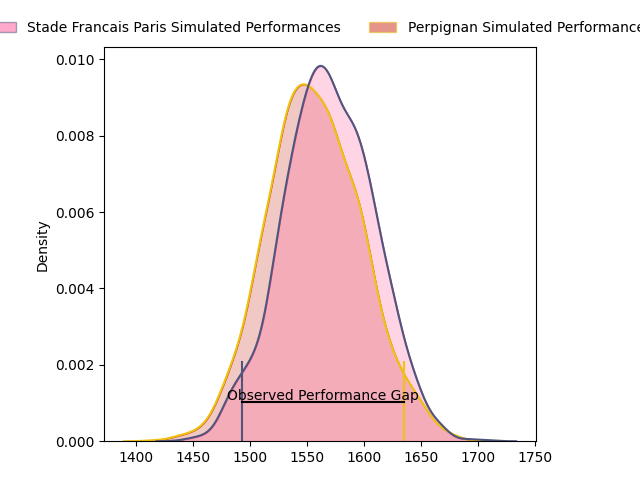 Stade Francais Paris Simulated Performances Perpignan Simulated Performance
0.010
0.008
0.006
0.004
0.002
0.000
Density
Observed Performance Gap
1400 1450 1500 1550 1600 1650 1700 1750